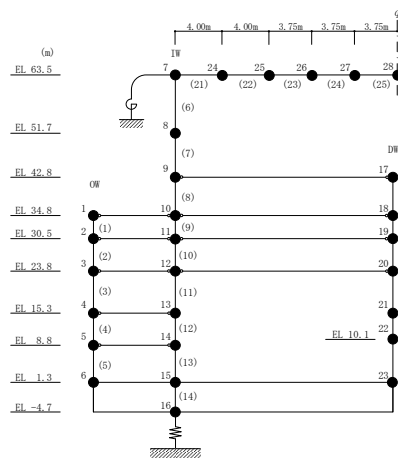 4.00m 4.00m 3.75m 3.75m 3.75m
(m) IW
EL 63.5 7 24 25 26 27 28
(21) (22) (23) (24) (25)
(6)
EL 51.7 8
(7)
DW
EL 42.8 9 17
OW (8)
EL 34.8 1 10 18
(1) (9)
EL 30.5 2 11 19
(2) (10)
EL 23.8 3 12 20
(3) (11)
EL 15.3 4 13 21
(4) (12) EL 10.1 22
EL 8.8 5 14
(5) (13)
EL 1.3 6 15 23
(14)
EL -4.7 16